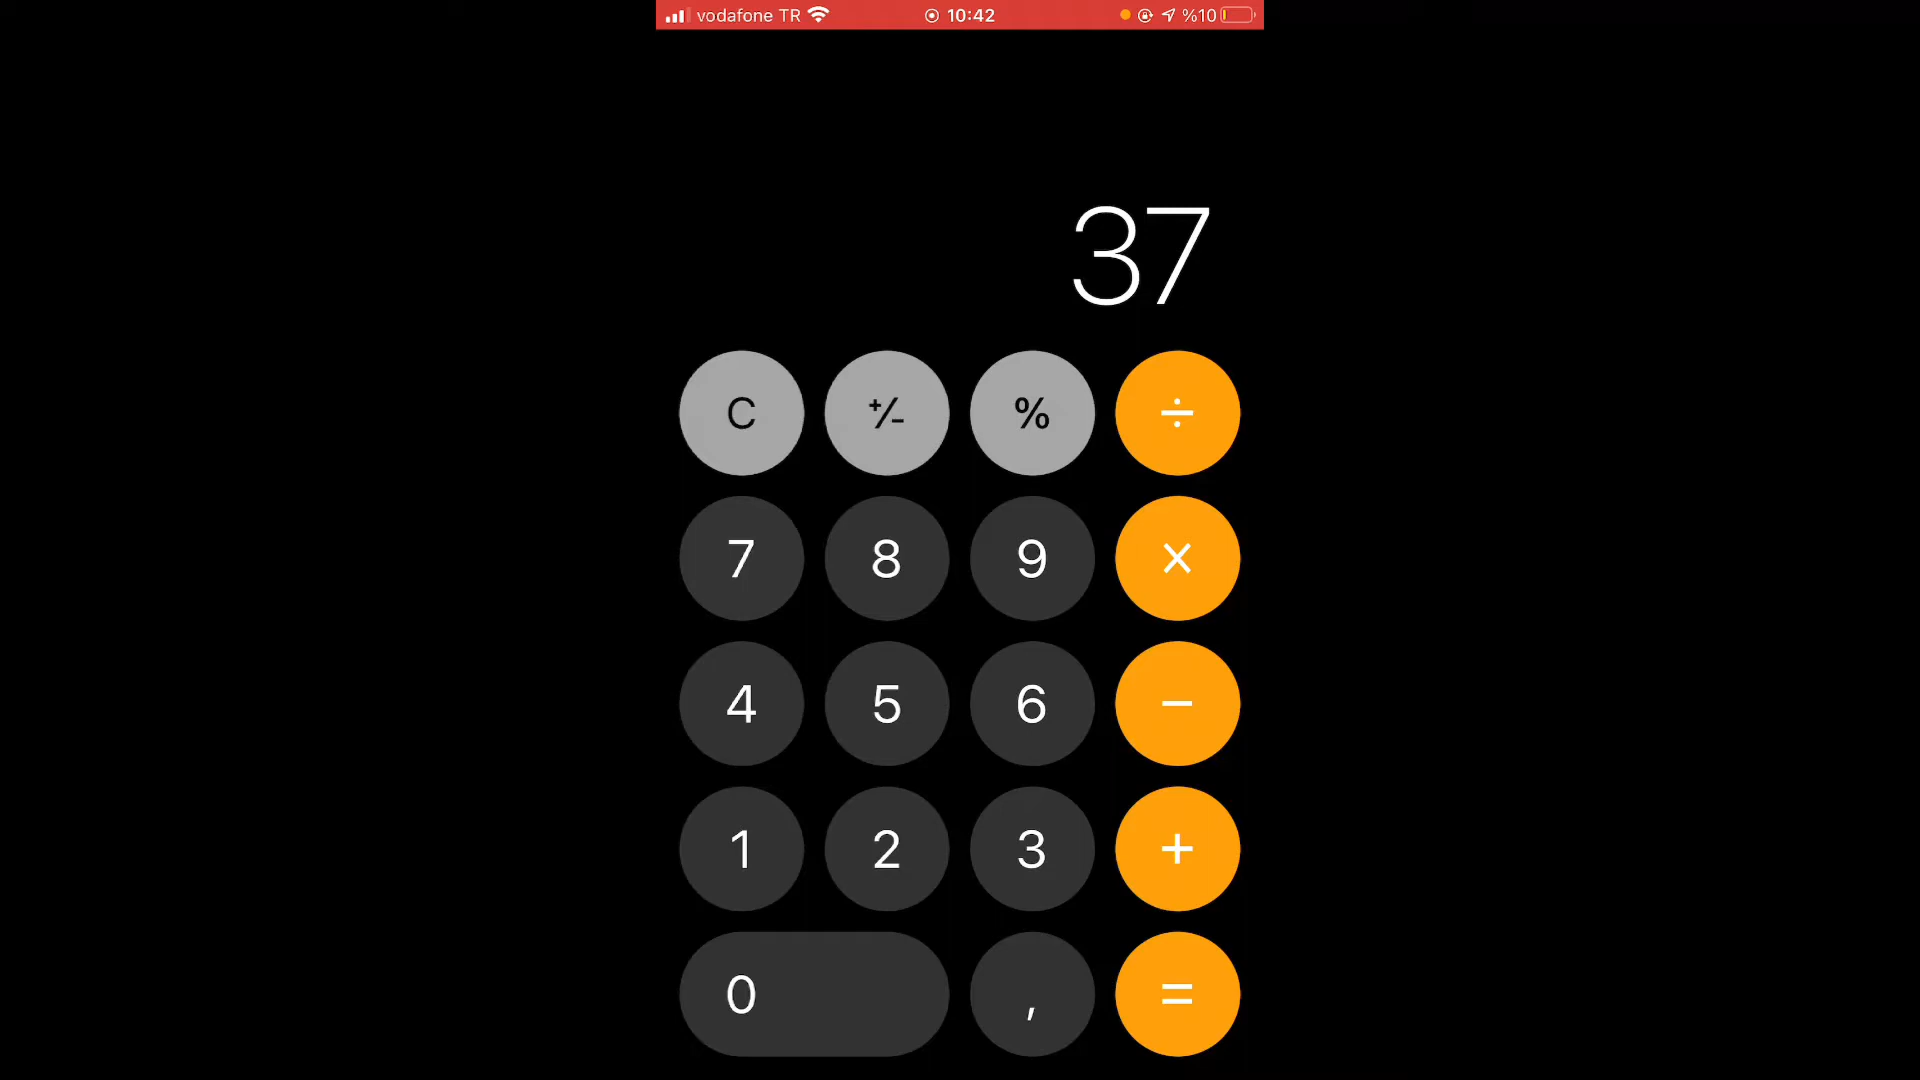 vodafone TR 10:42 %10
37
C ⁺⁄₋ % ÷
7 8 9 ×
4 5 6 −
1 2 3 +
0 , =